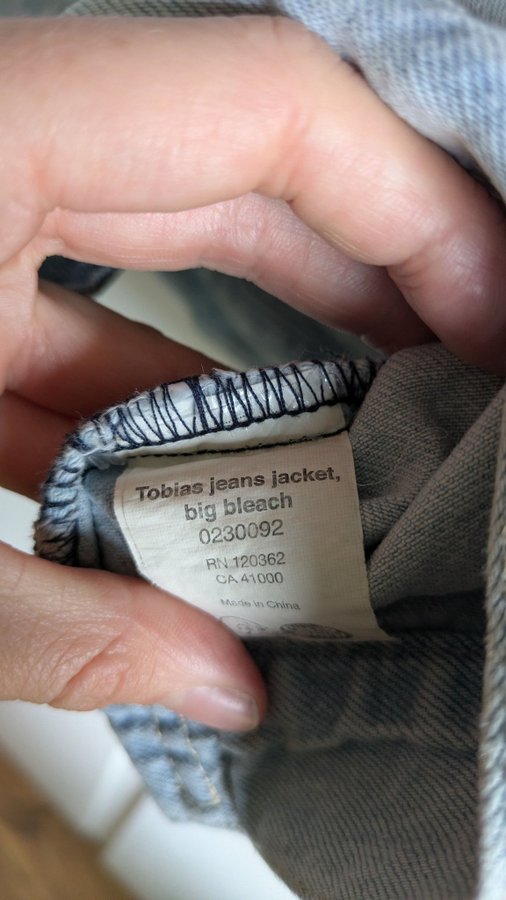 Tobias jeans jacket,
big bleach
0230092
RN 120362
CA 41000
Made in China